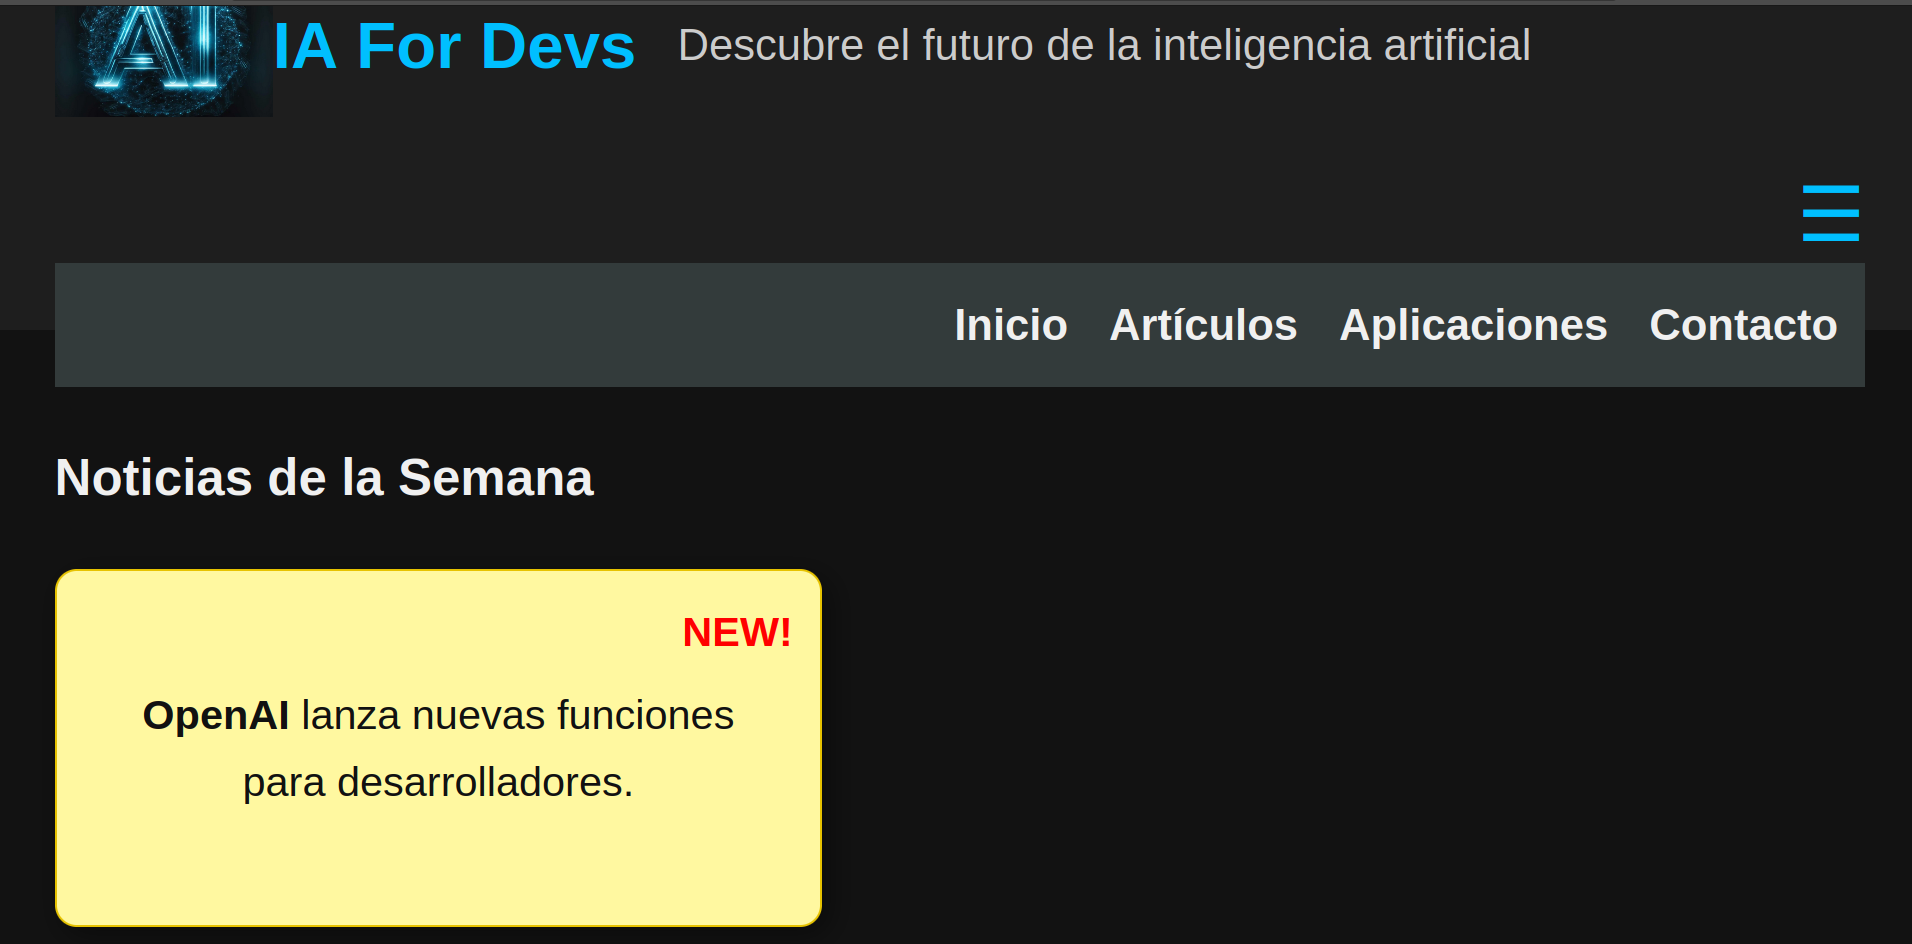 AI
IA For Devs
Descubre el futuro de la inteligencia artificial
Inicio Artículos Aplicaciones Contacto
Noticias de la Semana
NEW!
OpenAI lanza nuevas funciones
para desarrolladores.